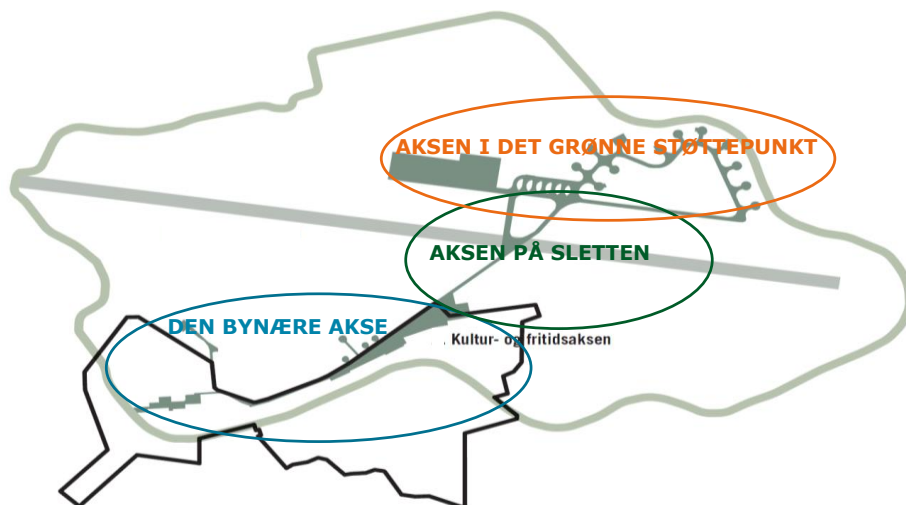 AKSEN I DET GRØNNE STØTTEPUNKT
AKSEN PÅ SLETTEN
DEN BYNÆRE AKSE
. Kultur- og fritidsaksen